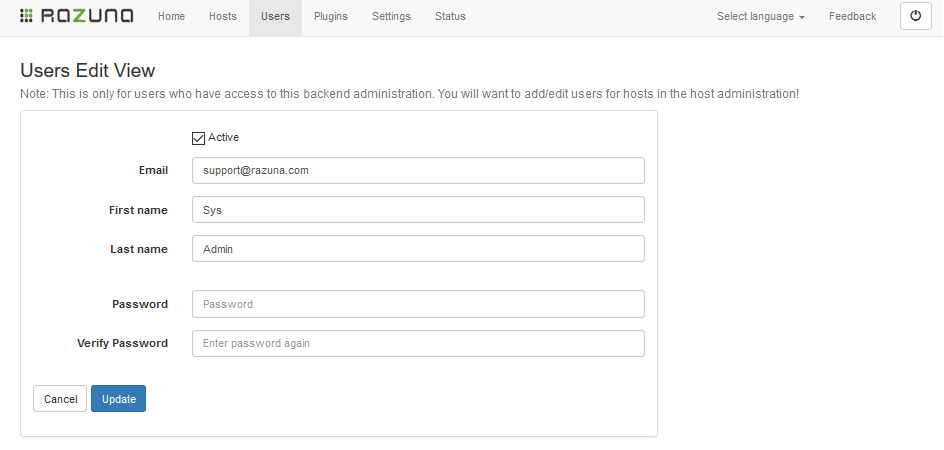 RAZUNA Home Hosts Users Plugins Settings Status Select language Feedback
Users Edit View
Note: This is only for users who have access to this backend administration. You will want to add/edit users for hosts in the host administration!
Active
Email support@razuna.com
First name Sys
Last name Admin
Password Password
Verify Password Enter password again
Cancel Update